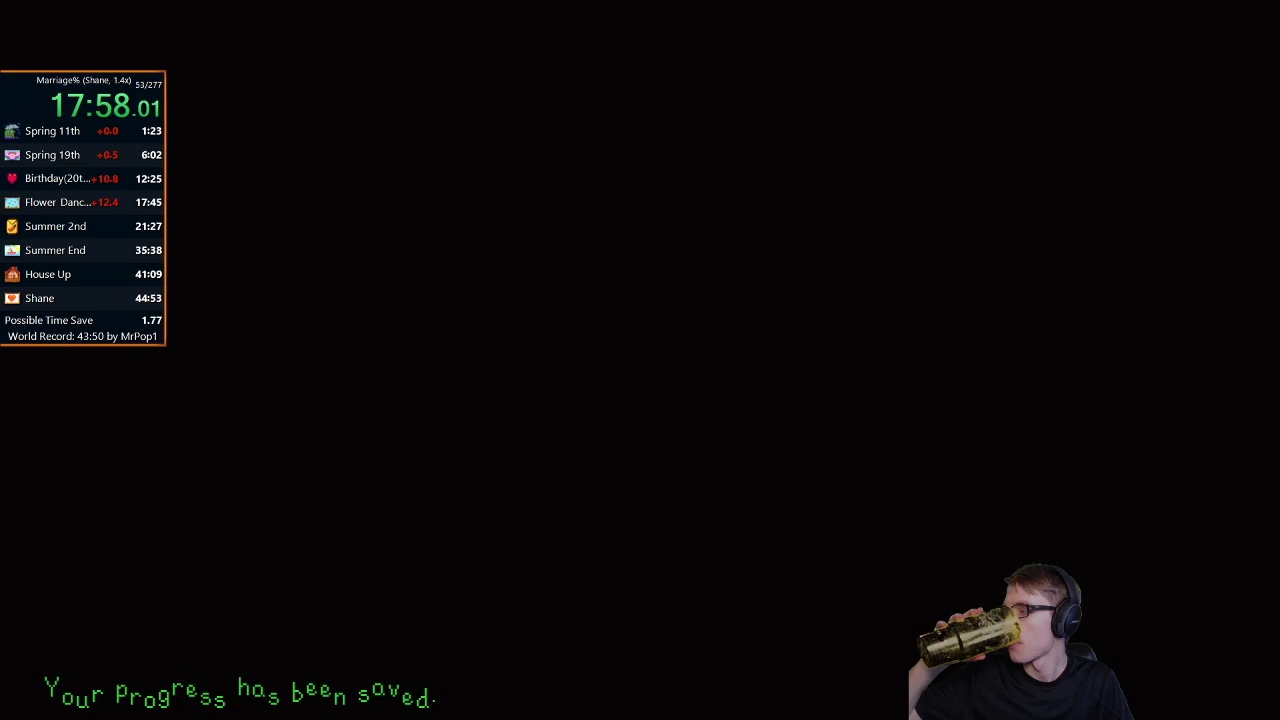 Marriage% (Shane, 1.4x) 53/277
17:58.01
Spring 11th +0.0 1:23
Spring 19th +0.5 6:02
Birthday(20t... +10.8 12:25
Flower Danc... +12.4 17:45
Summer 2nd 21:27
Summer End 35:38
House Up 41:09
Shane 44:53
Possible Time Save 1.77
World Record: 43:50 by MrPop1
Your progress has been saved.